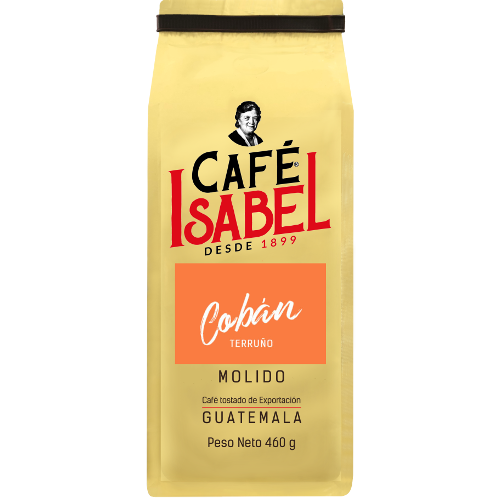 CAFÉ®
ISABEL
DESDE 1899
Cobán
TERRUÑO
MOLIDO
Café tostado de Exportación
GUATEMALA
Peso Neto 460 g